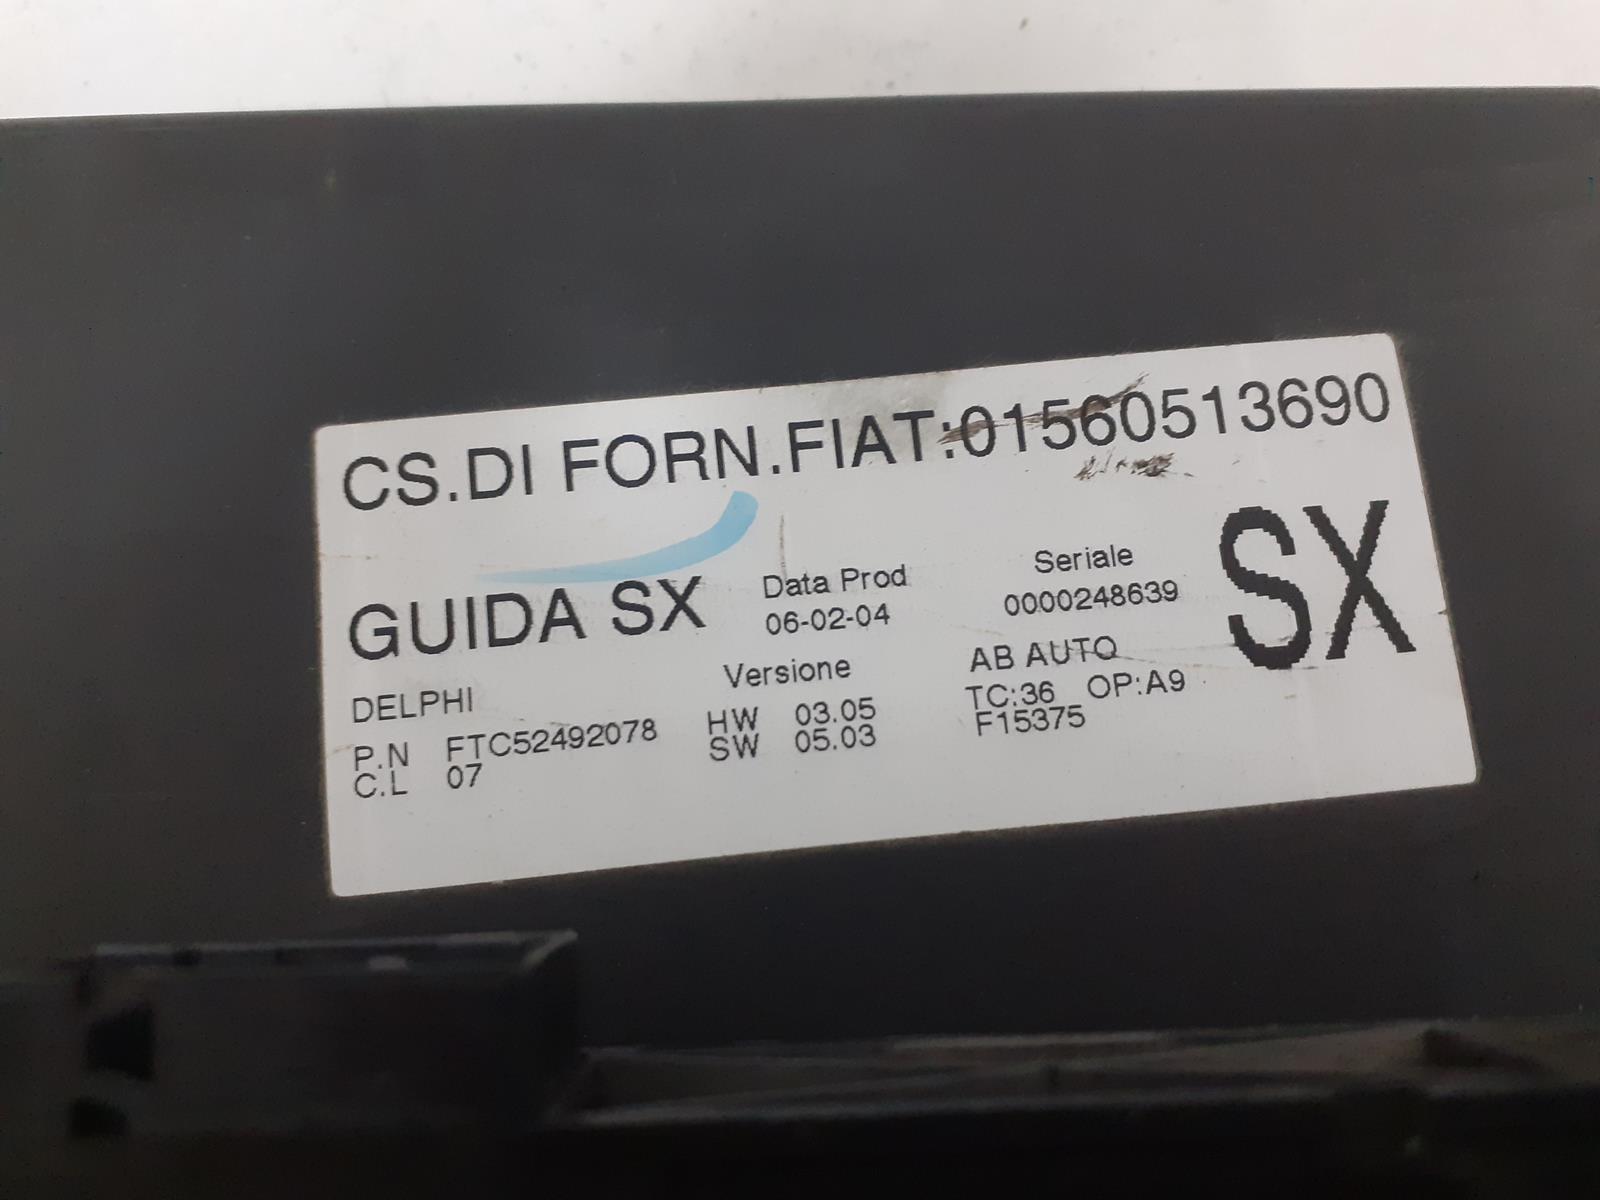 CS.DI FORN.FIAT:01560513690
GUIDA SX
Data Prod
06-02-04
Seriale
0000248639
SX
DELPHI
P.N FTC52492078
C.L 07
Versione
HW 03.05
SW 05.03
AB AUTO
TC:36 OP:A9
F15375